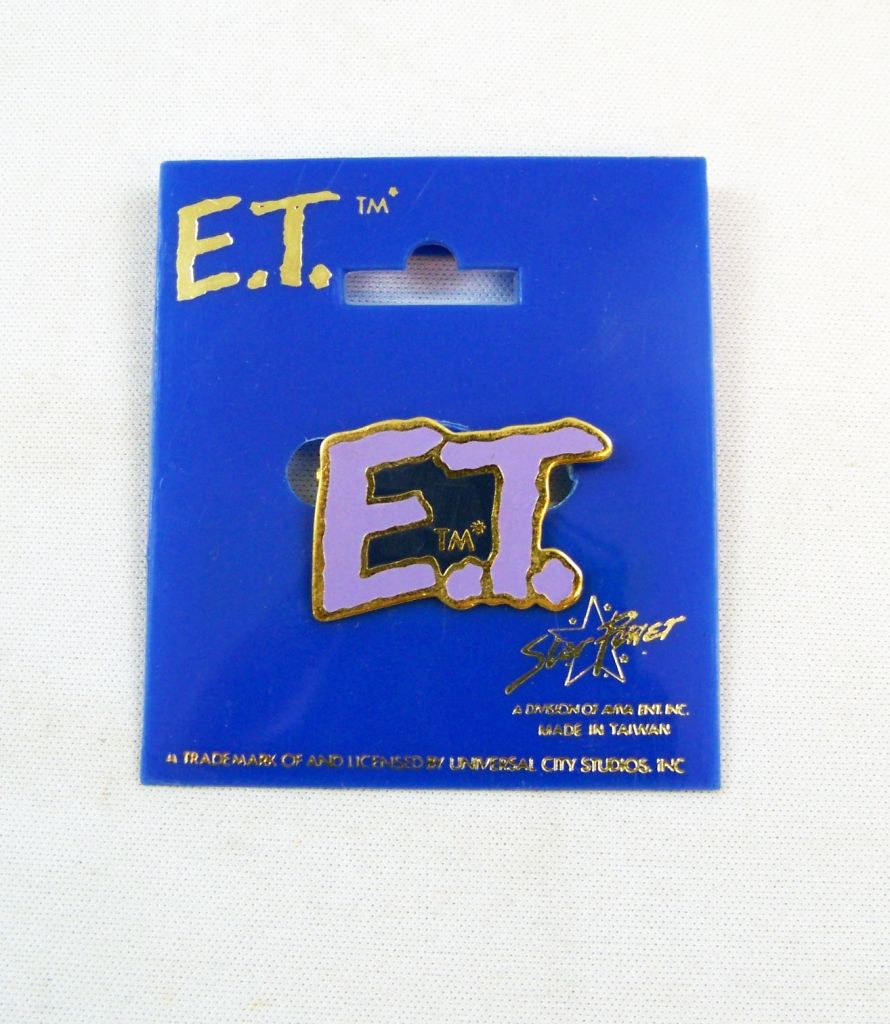 E.T. TM*
E.T.
TM*
Star Power
A DIVISION OF AMA ENT. INC.
MADE IN TAIWAN
A TRADEMARK OF AND LICENSED BY UNIVERSAL CITY STUDIOS, INC